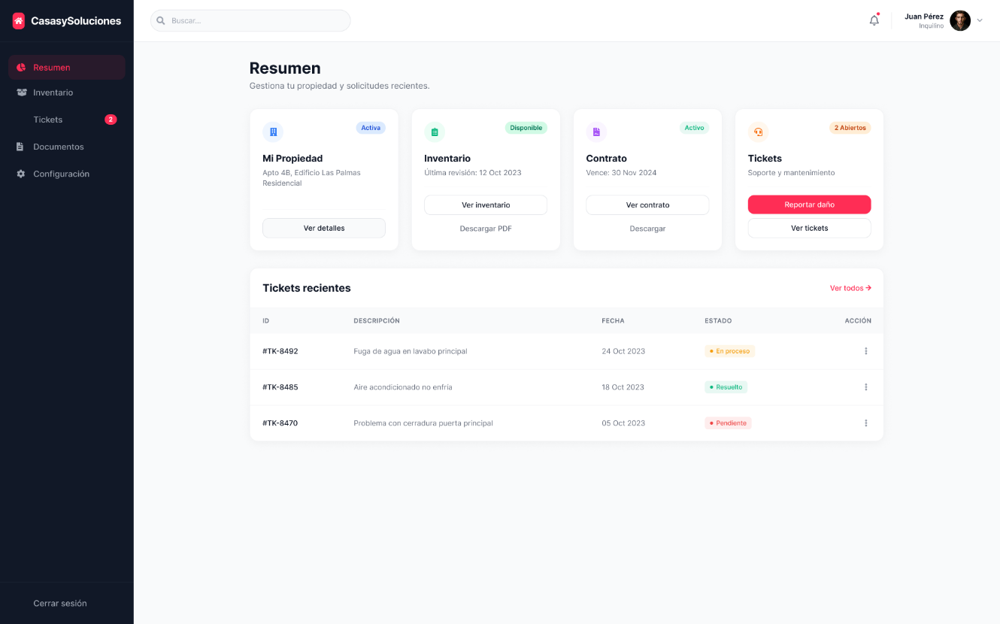 CasasySoluciones
Buscar...
Juan Pérez
Inquilino
Resumen
Inventario
Tickets
2
Documentos
Configuración
Cerrar sesión
Resumen
Gestiona tu propiedad y solicitudes recientes.
Activa
Mi Propiedad
Apto 4B, Edificio Las Palmas
Residencial
Ver detalles
Disponible
Inventario
Última revisión: 12 Oct 2023
Ver inventario
Descargar PDF
Activo
Contrato
Vence: 30 Nov 2024
Ver contrato
Descargar
2 Abiertos
Tickets
Soporte y mantenimiento
Reportar daño
Ver tickets
Tickets recientes
Ver todos
ID DESCRIPCIÓN FECHA ESTADO ACCIÓN
#TK-8492 Fuga de agua en lavabo principal 24 Oct 2023 En proceso
#TK-8485 Aire acondicionado no enfría 18 Oct 2023 Resuelto
#TK-8470 Problema con cerradura puerta principal 05 Oct 2023 Pendiente